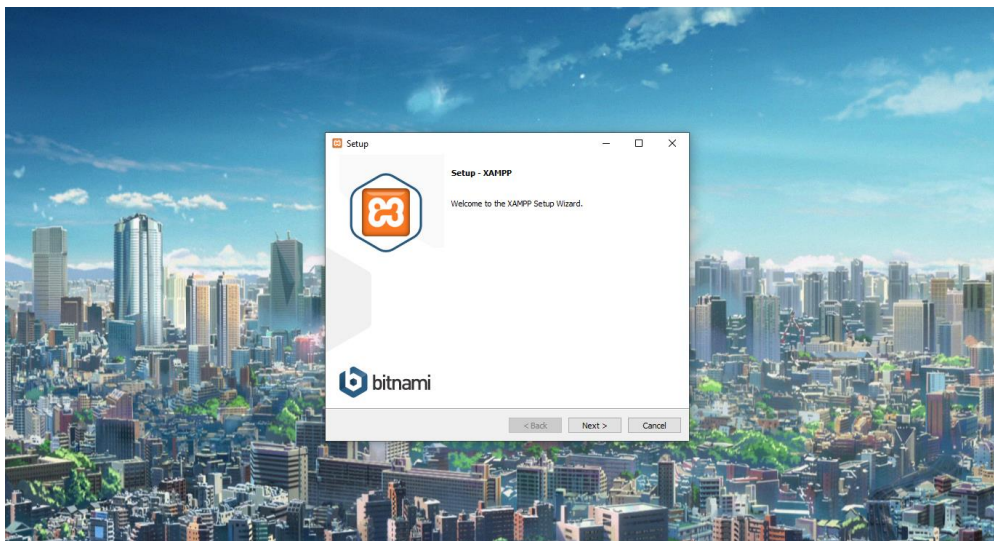 Setup
Setup - XAMPP
Welcome to the XAMPP Setup Wizard.
bitnami
< Back
Next >
Cancel